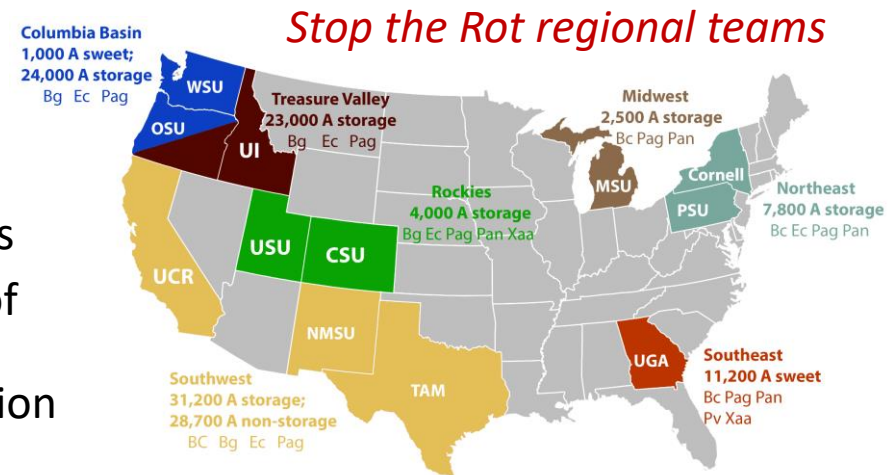 Stop the Rot regional teams
Columbia Basin
1,000 A sweet;
24,000 A storage
Bg Ec Pag
WSU
OSU
Treasure Valley
23,000 A storage
Bg Ec Pag
UI
Midwest
2,500 A storage
Bc Pag Pan
MSU
Cornell
PSU
Northeast
7,800 A storage
Bc Ec Pag Pan
Rockies
4,000 A storage
Bg Ec Pag Pan Xaa
USU
CSU
s
of
ion
UCR
NMSU
TAM
Southwest
31,200 A storage;
28,700 A non-storage
BC Bg Ec Pag
UGA
Southeast
11,200 A sweet
Bc Pag Pan
Pv Xaa